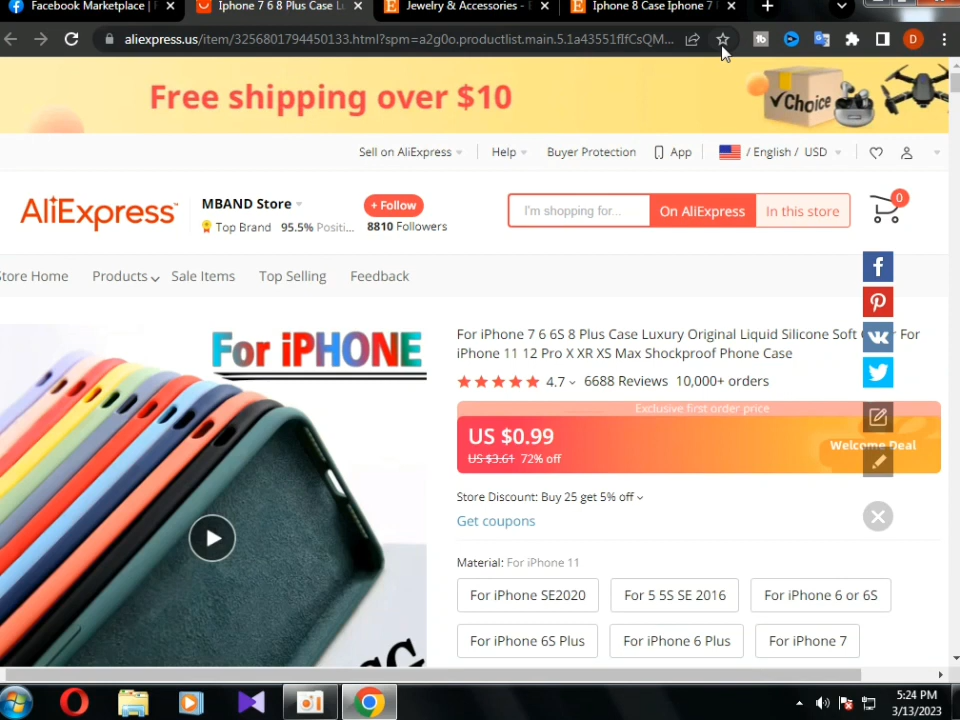 Facebook Marketplace |
Iphone 7 6 8 Plus Case Lu
Jewelry & Accessories -
Iphone 8 Case Iphone 7
aliexpress.us/item/3256801794450133.html?spm=a2g0o.productlist.main.5.1a43551fIfCsQM...
D
Free shipping over $10
Choice
Sell on AliExpress
Help
Buyer Protection
App
/ English / USD
AliExpress
MBAND Store
Top Brand 95.5% Positi...
+ Follow
8810 Followers
I'm shopping for...
On AliExpress
In this store
0
Store Home
Products
Sale Items
Top Selling
Feedback
For iPHONE
For iPhone 7 6 6S 8 Plus Case Luxury Original Liquid Silicone Soft For
iPhone 11 12 Pro X XR XS Max Shockproof Phone Case
4.7 6688 Reviews 10,000+ orders
Exclusive first order price
US $0.99
US $3.61 72% off
Welcome Deal
Store Discount: Buy 25 get 5% off
Get coupons
Material: For iPhone 11
For iPhone SE2020
For 5 5S SE 2016
For iPhone 6 or 6S
For iPhone 6S Plus
For iPhone 6 Plus
For iPhone 7
5:24 PM
3/13/2023